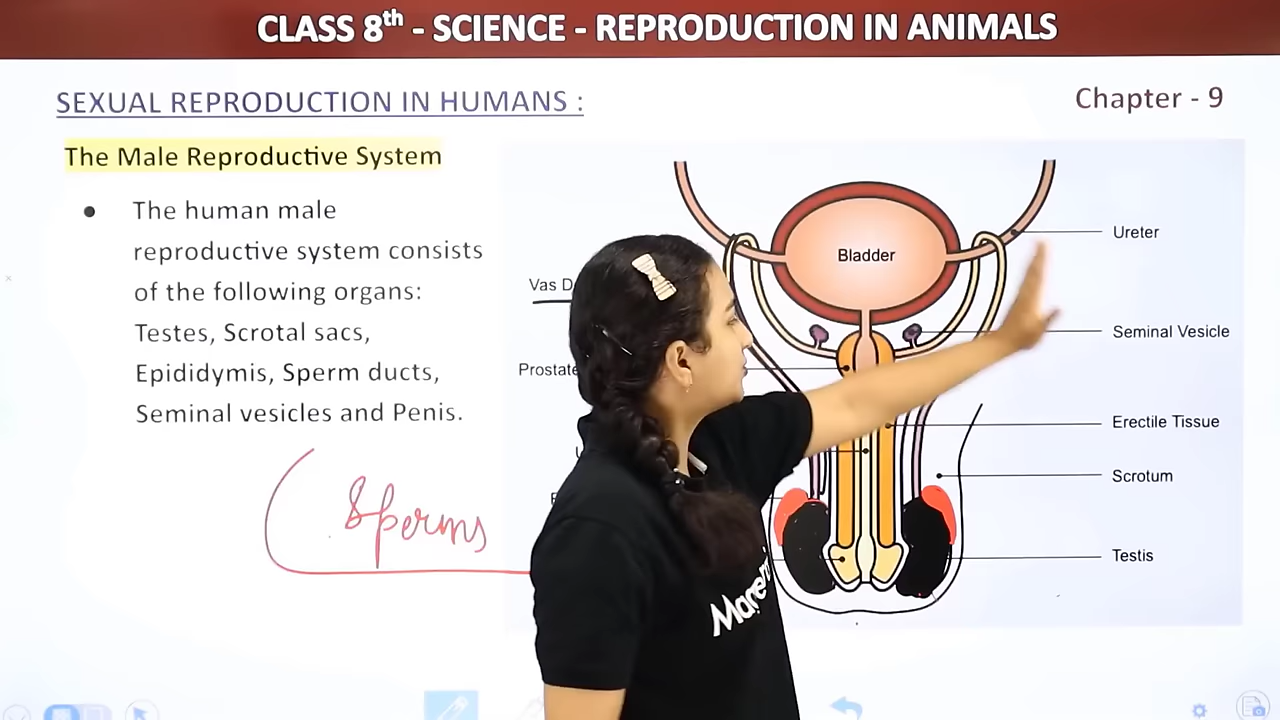 CLASS 8th - SCIENCE - REPRODUCTION IN ANIMALS
SEXUAL REPRODUCTION IN HUMANS :
Chapter - 9
The Male Reproductive System
● The human male
reproductive system consists
of the following organs:
Testes, Scrotal sacs,
Epididymis, Sperm ducts,
Seminal vesicles and Penis.
Sperms
Bladder
Ureter
Vas D
Seminal Vesicle
Prostate
Erectile Tissue
Scrotum
Testis